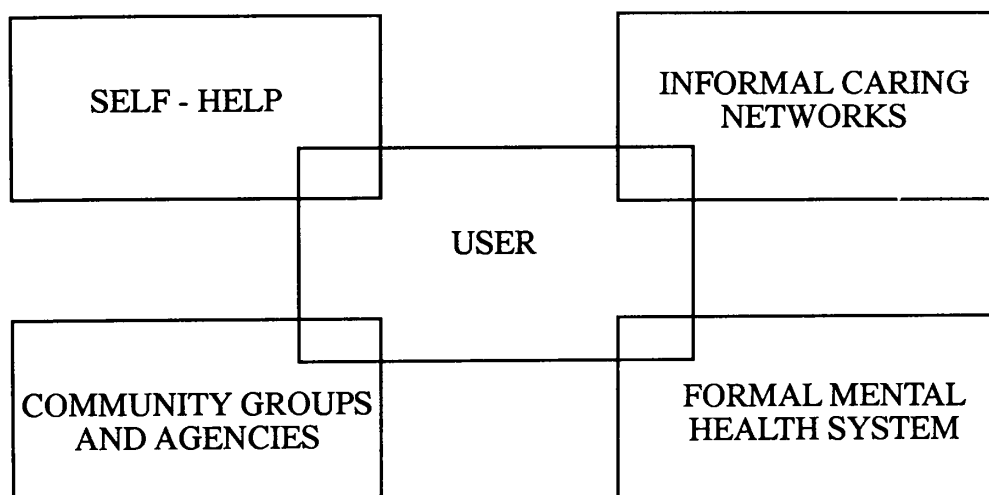 SELF - HELP
INFORMAL CARING
NETWORKS
USER
COMMUNITY GROUPS
AND AGENCIES
FORMAL MENTAL
HEALTH SYSTEM